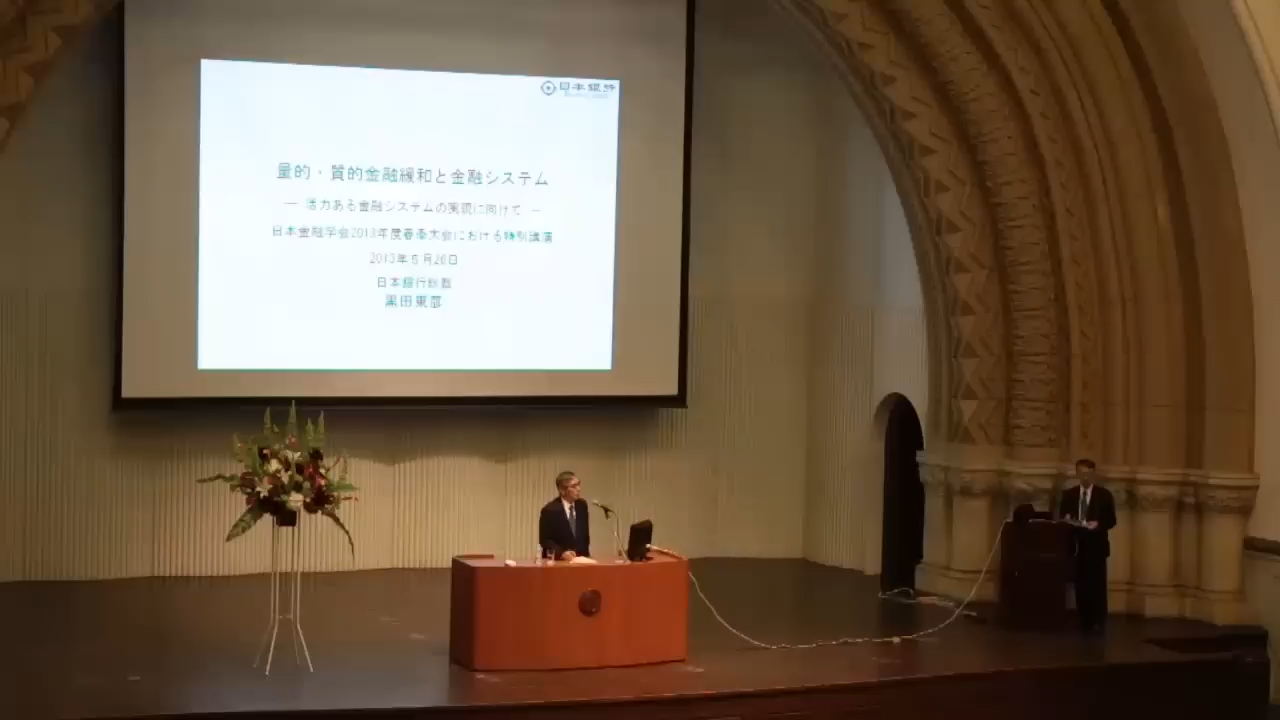 日本銀行
量的・質的金融緩和と金融システム
― 活力ある金融システムの実現に向けて ―
日本金融学会2013年度春季大会における特別講演
2013年5月26日
日本銀行総裁
黒田東彦